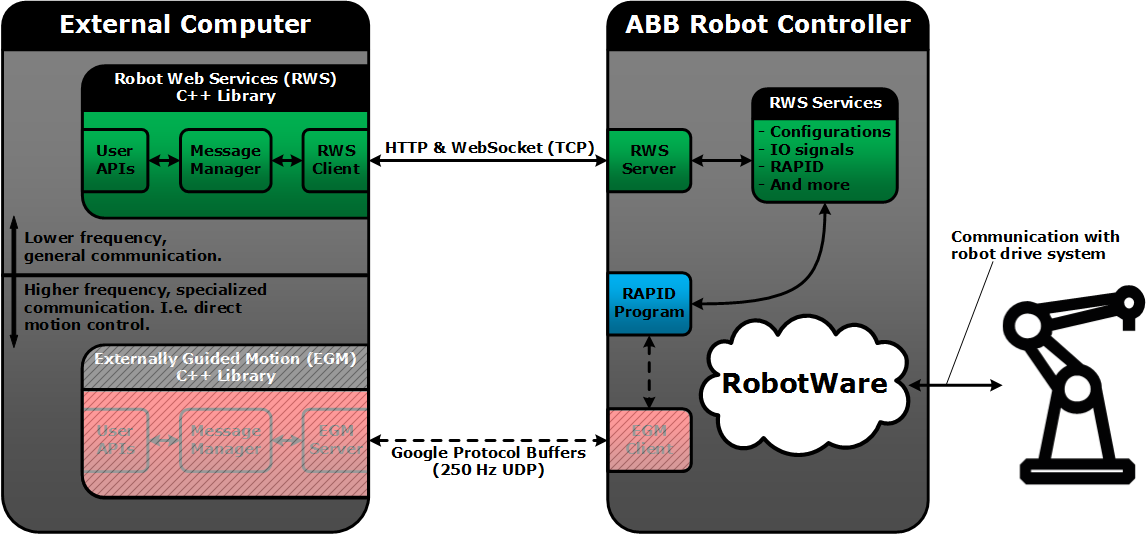 External Computer
Robot Web Services (RWS)
C++ Library
User
APIs
Message
Manager
RWS
Client
Lower frequency,
general communication.
Higher frequency, specialized
communication. I.e. direct
motion control.
Externally Guided Motion (EGM)
C++ Library
User
APIs
Message
Manager
EGM
Server
HTTP & WebSocket (TCP)
Google Protocol Buffers
(250 Hz UDP)
ABB Robot Controller
RWS
Server
RWS Services
- Configurations
- IO signals
- RAPID
- And more
RAPID
Program
RobotWare
EGM
Client
Communication with
robot drive system